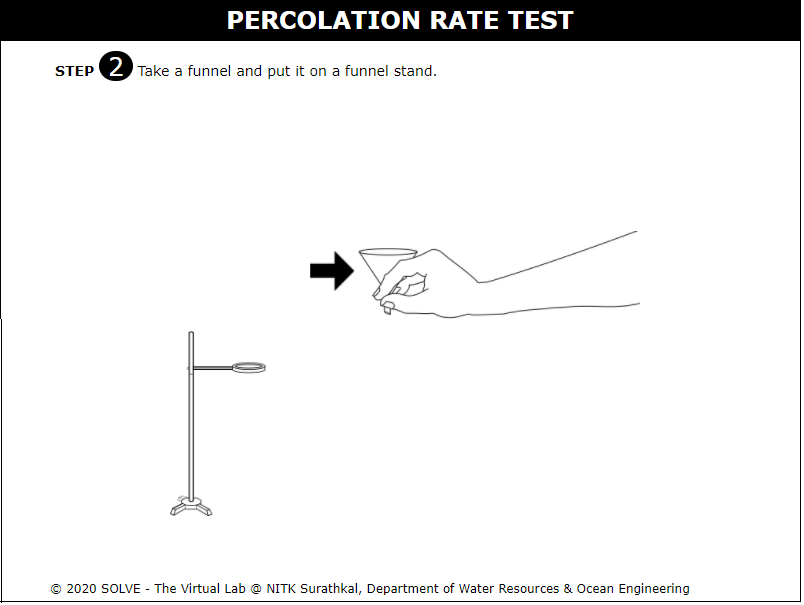 PERCOLATION RATE TEST
STEP 2 Take a funnel and put it on a funnel stand.
© 2020 SOLVE - The Virtual Lab @ NITK Surathkal, Department of Water Resources & Ocean Engineering